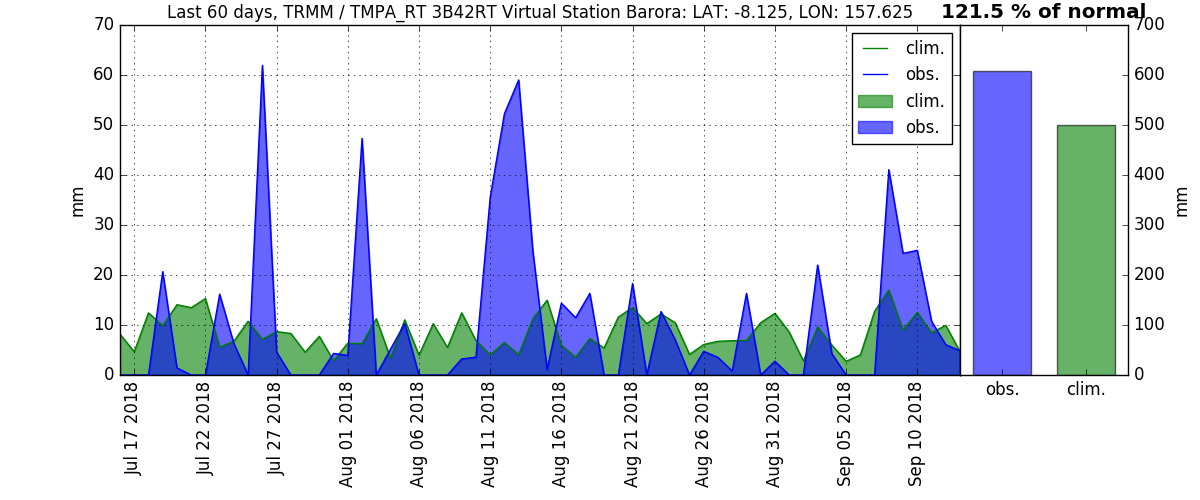 Last 60 days, TRMM / TMPA_RT 3B42RT Virtual Station Barora: LAT: -8.125, LON: 157.625
121.5 % of normal
70
60
50
40
30
20
10
0
mm
clim.
obs.
clim.
obs.
Jul 17 2018
Jul 22 2018
Jul 27 2018
Aug 01 2018
Aug 06 2018
Aug 11 2018
Aug 16 2018
Aug 21 2018
Aug 26 2018
Aug 31 2018
Sep 05 2018
Sep 10 2018
700
600
500
400
300
200
100
0
mm
obs.
clim.